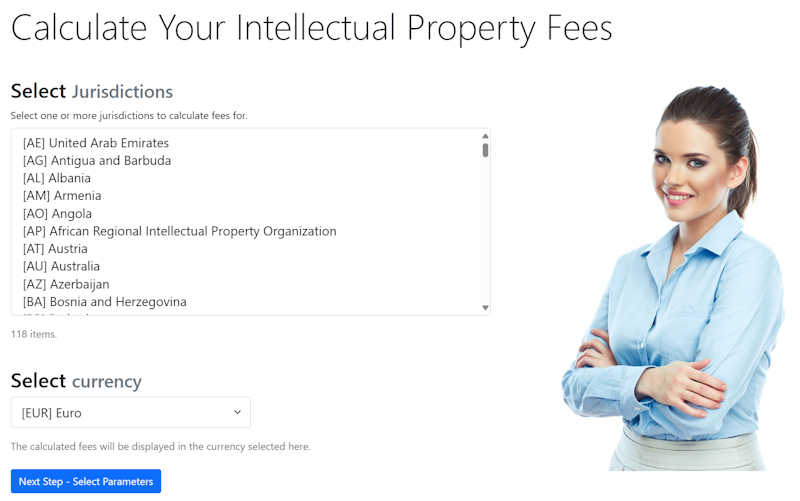 Calculate Your Intellectual Property Fees
Select Jurisdictions
Select one or more jurisdictions to calculate fees for.
[AE] United Arab Emirates
[AG] Antigua and Barbuda
[AL] Albania
[AM] Armenia
[AO] Angola
[AP] African Regional Intellectual Property Organization
[AT] Austria
[AU] Australia
[AZ] Azerbaijan
[BA] Bosnia and Herzegovina
118 items.
Select currency
[EUR] Euro
The calculated fees will be displayed in the currency selected here.
Next Step - Select Parameters